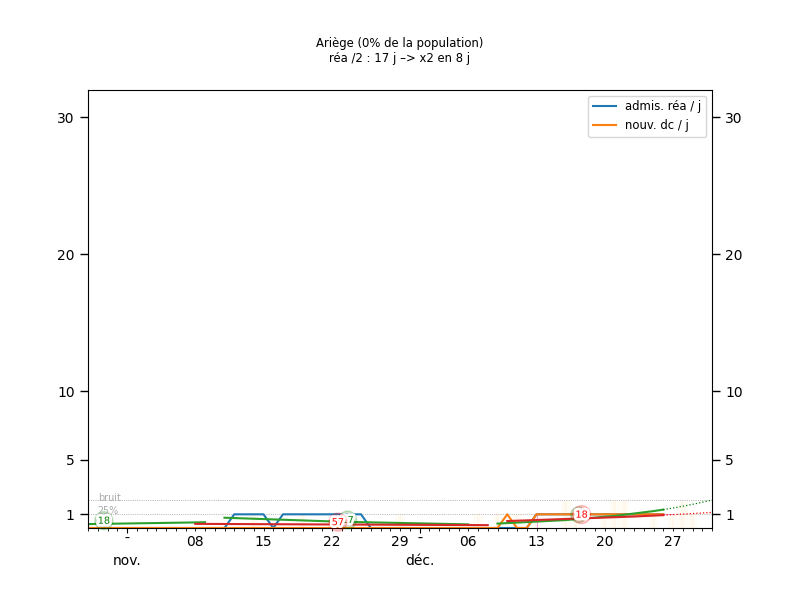 Ariège (0% de la population)
réa /2 : 17 j –> x2 en 8 j
admis. réa / j
nouv. dc / j
30
30
20
20
10
10
5
5
bruit
25%
1
1
18
57
7
18
- 08 15 22 29 - 06 13 20 27
nov. déc.